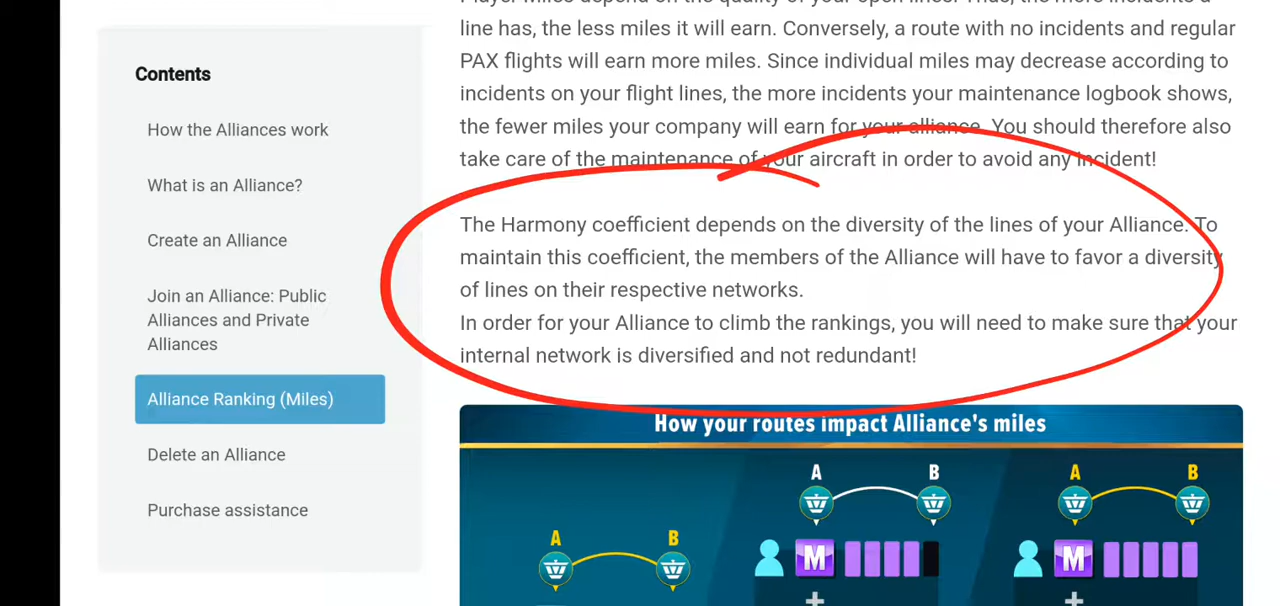 Contents
How the Alliances work
What is an Alliance?
Create an Alliance
Join an Alliance: Public
Alliances and Private
Alliances
Alliance Ranking (Miles)
Delete an Alliance
Purchase assistance
line has, the less miles it will earn. Conversely, a route with no incidents and regular
PAX flights will earn more miles. Since individual miles may decrease according to
incidents on your flight lines, the more incidents your maintenance logbook shows,
the fewer miles your company will earn for your alliance. You should therefore also
take care of the maintenance of your aircraft in order to avoid any incident!
The Harmony coefficient depends on the diversity of the lines of your Alliance. To
maintain this coefficient, the members of the Alliance will have to favor a diversity
of lines on their respective networks.
In order for your Alliance to climb the rankings, you will need to make sure that your
internal network is diversified and not redundant!
How your routes impact Alliance's miles
A B
A B
A B
M
M
+
+